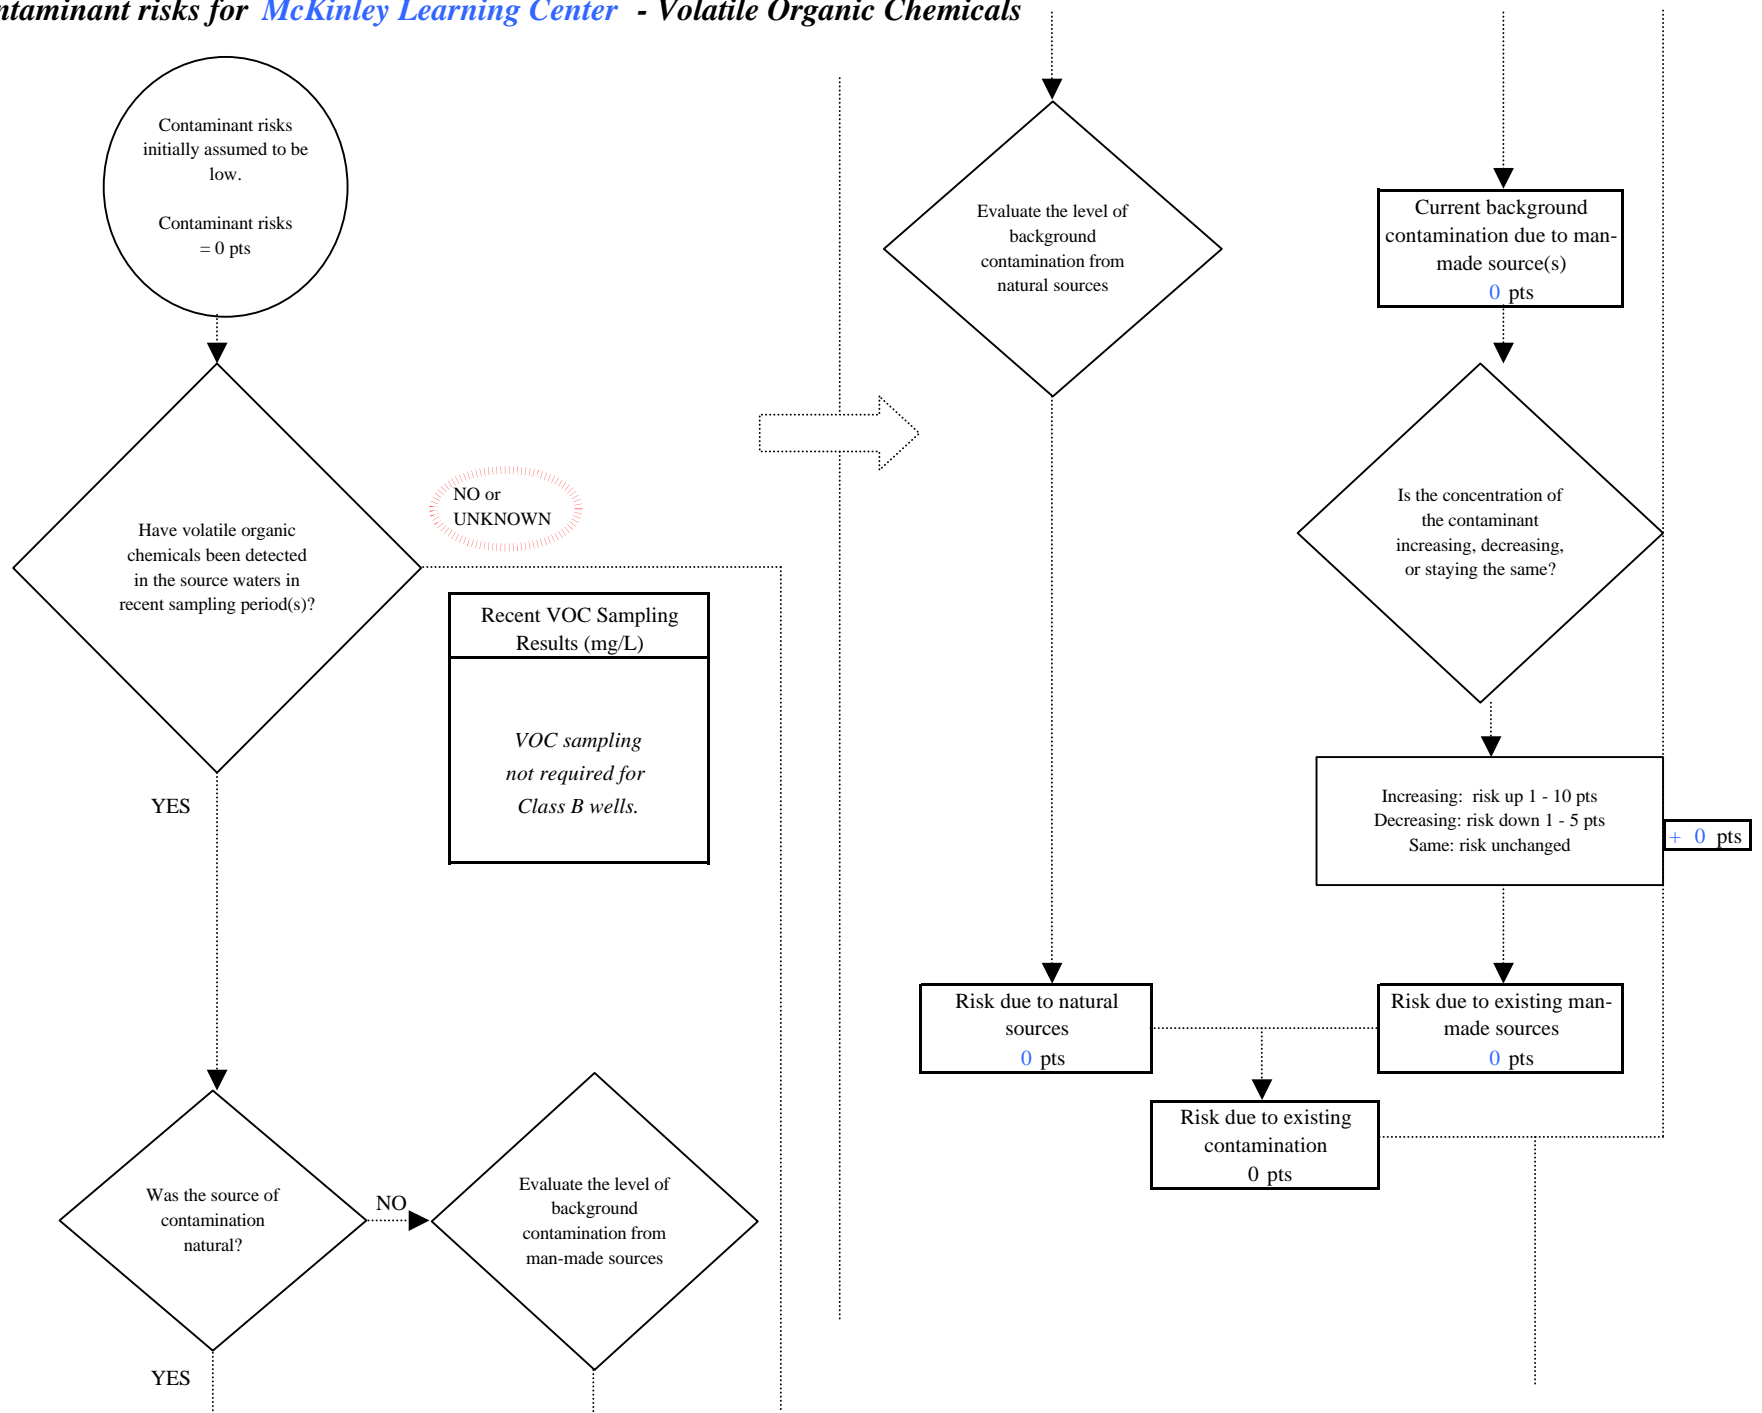 ntaminant risks for McKinley Learning Center - Volatile Organic Chemicals
Contaminant risks
initially assumed to be
low.
Contaminant risks
= 0 pts
Have volatile organic
chemicals been detected
in the source waters in
recent sampling period(s)?
NO or
UNKNOWN
Recent VOC Sampling
Results (mg/L)
VOC sampling
not required for
Class B wells.
YES
Was the source of
contamination
natural?
NO
Evaluate the level of
background
contamination from
man-made sources
YES
Evaluate the level of
background
contamination from
natural sources
Current background
contamination due to man-
made source(s)
0 pts
Is the concentration of
the contaminant
increasing, decreasing,
or staying the same?
Increasing: risk up 1 - 10 pts
Decreasing: risk down 1 - 5 pts
Same: risk unchanged
+ 0 pts
Risk due to natural
sources
0 pts
Risk due to existing man-
made sources
0 pts
Risk due to existing
contamination
0 pts